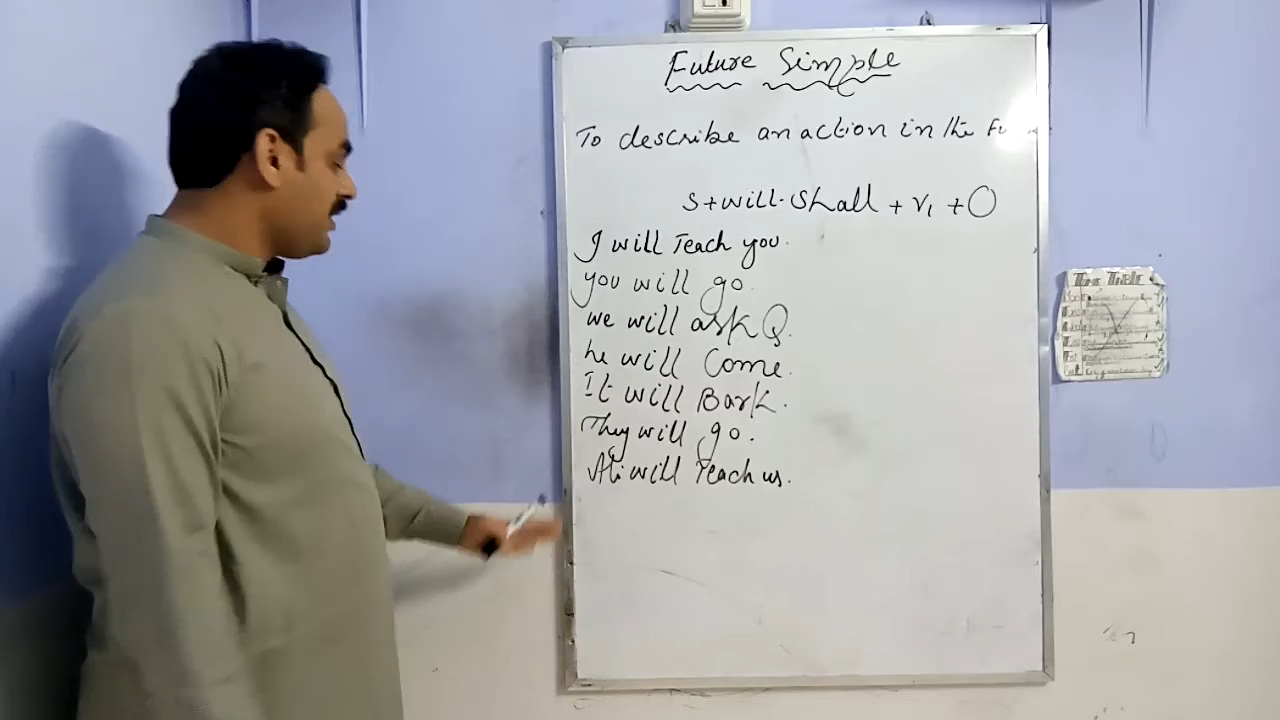 Future Simple
To describe an action in the Fu
S+will.Shall + V1 + O
I will Teach you.
you will go.
we will ask Q.
he will Come.
It will Bark.
They will go.
Ali will Teach us.
Time Table